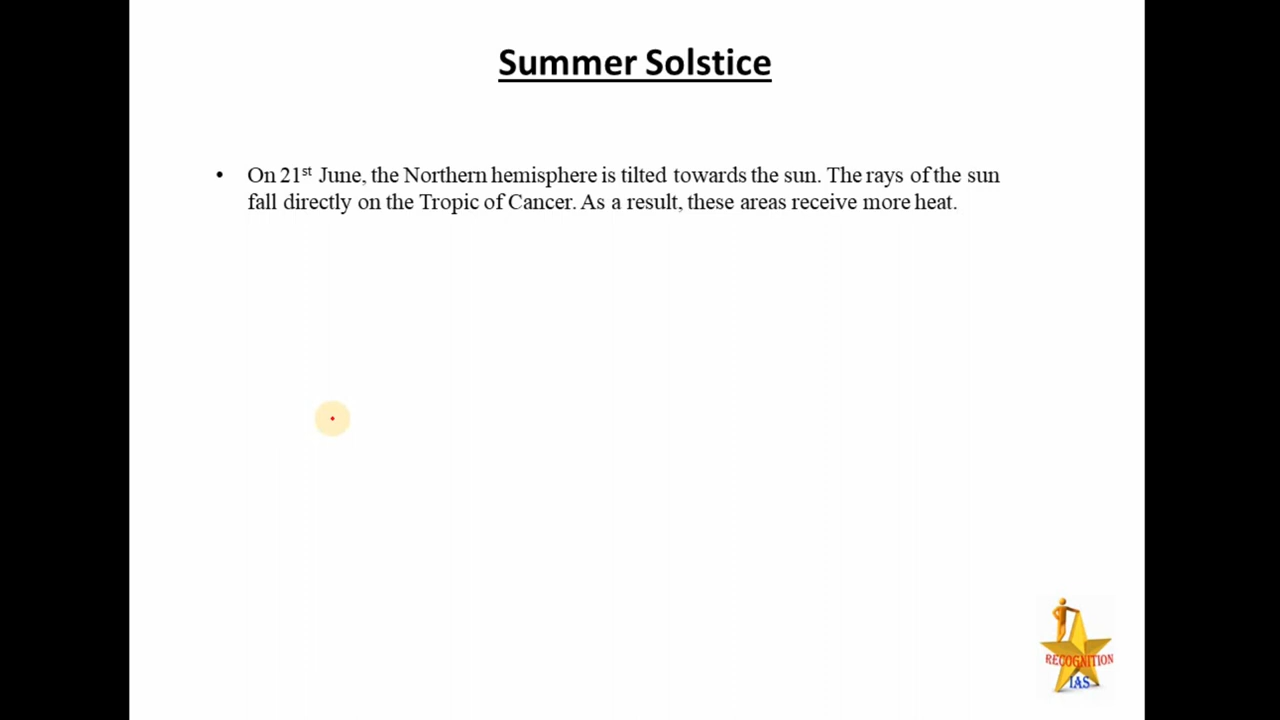 Summer Solstice
• On 21st June, the Northern hemisphere is tilted towards the sun. The rays of the sun
fall directly on the Tropic of Cancer. As a result, these areas receive more heat.
RECOGNITION
IAS